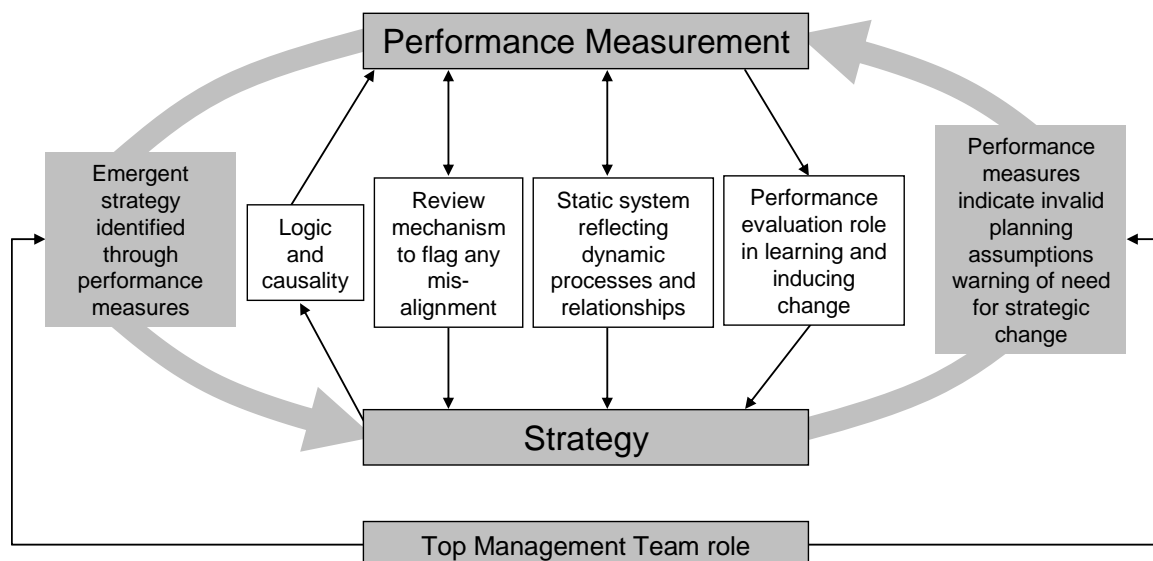 Performance Measurement
Emergent
strategy
identified
through
performance
measures
Logic
and
causality
Review
mechanism
to flag any
mis-
alignment
Static system
reflecting
dynamic
processes and
relationships
Performance
evaluation role
in learning and
inducing
change
Performance
measures
indicate invalid
planning
assumptions
warning of need
for strategic
change
Strategy
Top Management Team role